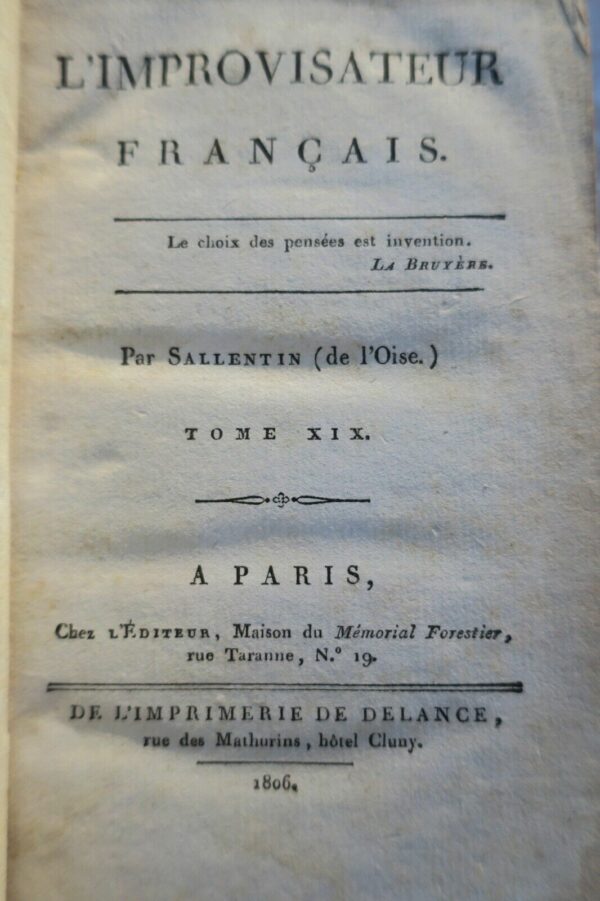 L'IMPROVISATEUR
FRANÇAIS.
Le choix des pensées est invention.
LA BRUYÈRE.
Par SALLENTIN (de l'Oise.)
TOME XIX.
A PARIS,
Chez L'ÉDITEUR, Maison du Mémorial Forestier,
rue Taranne, N.º 19.
DE L'IMPRIMERIE DE DELANCE,
rue des Mathurins, hôtel Cluny.
1806.